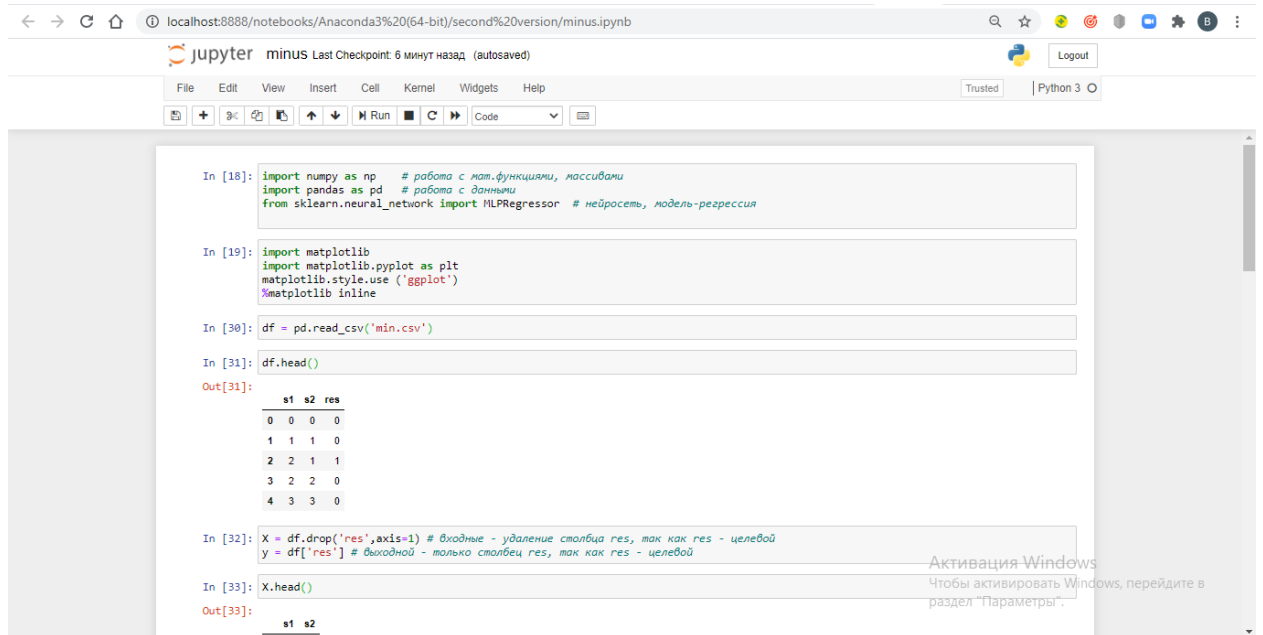 localhost:8888/notebooks/Anaconda3%20(64-bit)/second%20version/minus.ipynb
B
jupyter minus Last Checkpoint: 6 минут назад (autosaved)
Logout
File Edit View Insert Cell Kernel Widgets Help
Trusted
Python 3
Run
Code
In [18]: import numpy as np # работа с мат.функциями, массивами
import pandas as pd # работа с данными
from sklearn.neural_network import MLPRegressor # нейросеть, модель-регрессия
In [19]: import matplotlib
import matplotlib.pyplot as plt
matplotlib.style.use ('ggplot')
%matplotlib inline
In [30]: df = pd.read_csv('min.csv')
In [31]: df.head()
Out[31]:
s1 s2 res
0 0 0 0
1 1 1 0
2 2 1 1
3 2 2 0
4 3 3 0
In [32]: X = df.drop('res',axis=1) # входные - удаление столбца res, так как res - целевой
y = df['res'] # выходной - только столбец res, так как res - целевой
In [33]: X.head()
Out[33]:
s1 s2
Активация Windows
Чтобы активировать Windows, перейдите в
раздел "Параметры".